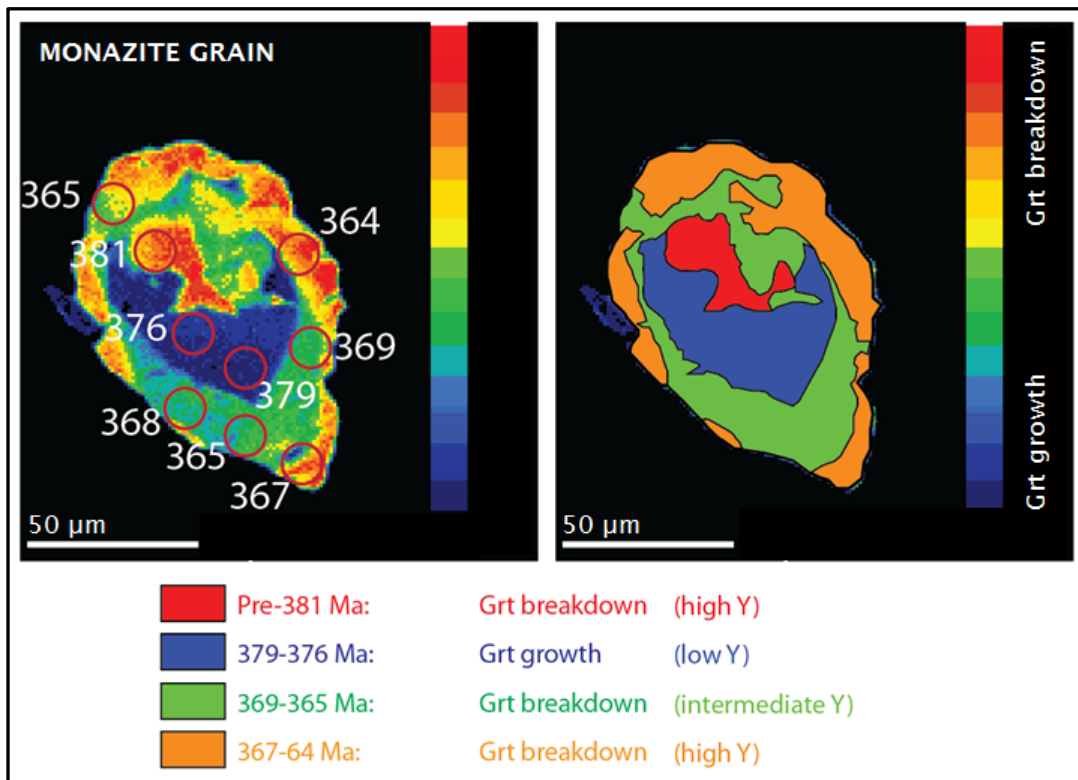 MONAZITE GRAIN
365
364
381
376
369
379
368
365
367
50 µm
Grt breakdown
Grt growth
50 µm
Pre-381 Ma: Grt breakdown (high Y)
379-376 Ma: Grt growth (low Y)
369-365 Ma: Grt breakdown (intermediate Y)
367-64 Ma: Grt breakdown (high Y)